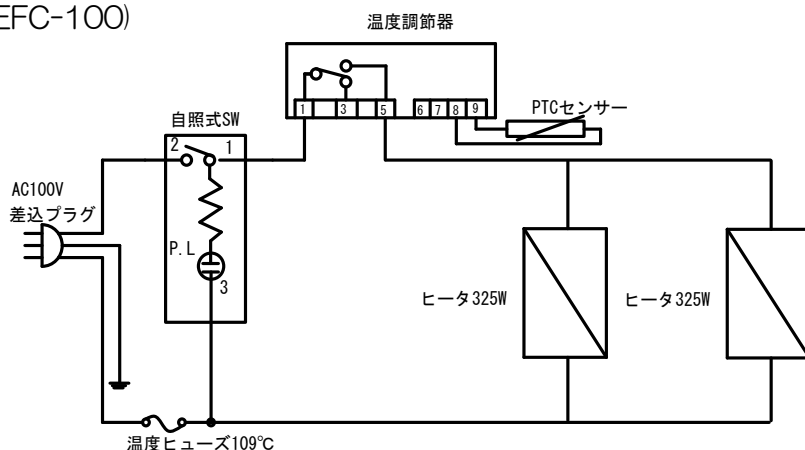 EFC-100)
温度調節器
1 3 5 6 7 8 9
PTCセンサー
自照式SW
2 1
AC100V
差込プラグ
P.L
3
ヒータ325W
ヒータ325W
温度ヒューズ109℃